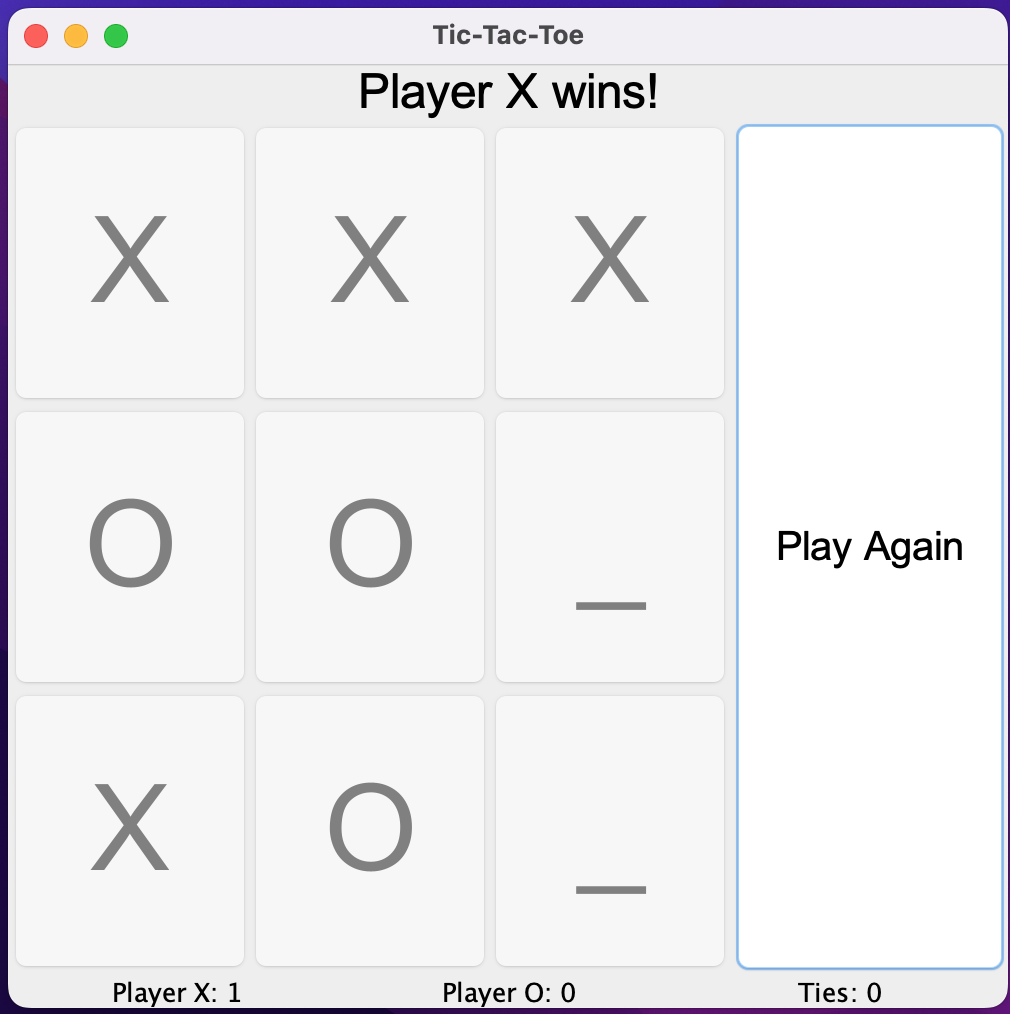 Tic-Tac-Toe
Player X wins!
X X X
O O _
Play Again
X O _
Player X: 1 Player O: 0 Ties: 0